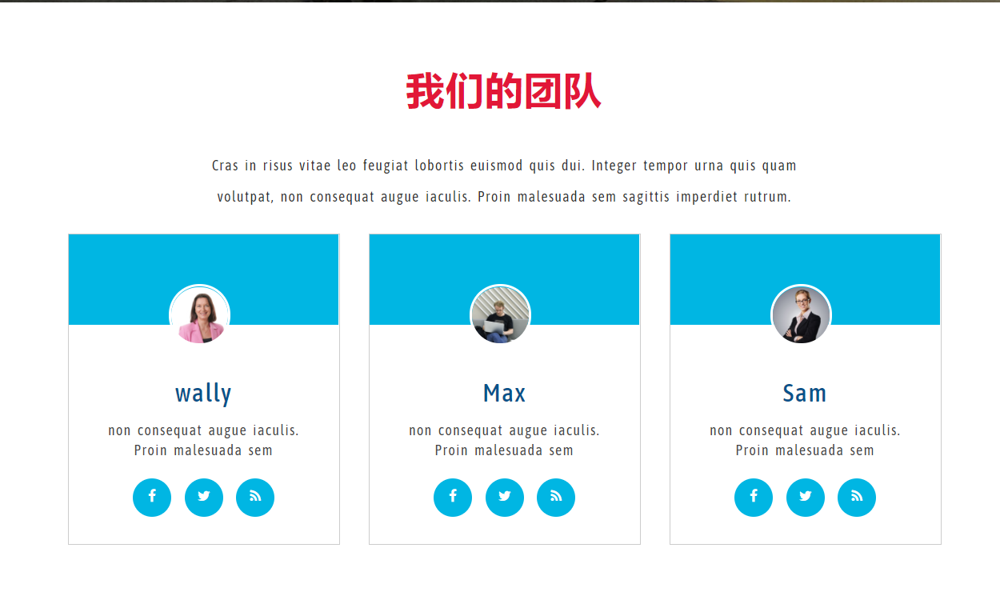 我们的团队
Cras in risus vitae leo feugiat lobortis euismod quis dui. Integer tempor urna quis quam
volutpat, non consequat augue iaculis. Proin malesuada sem sagittis imperdiet rutrum.
wally
non consequat augue iaculis.
Proin malesuada sem
Max
non consequat augue iaculis.
Proin malesuada sem
Sam
non consequat augue iaculis.
Proin malesuada sem